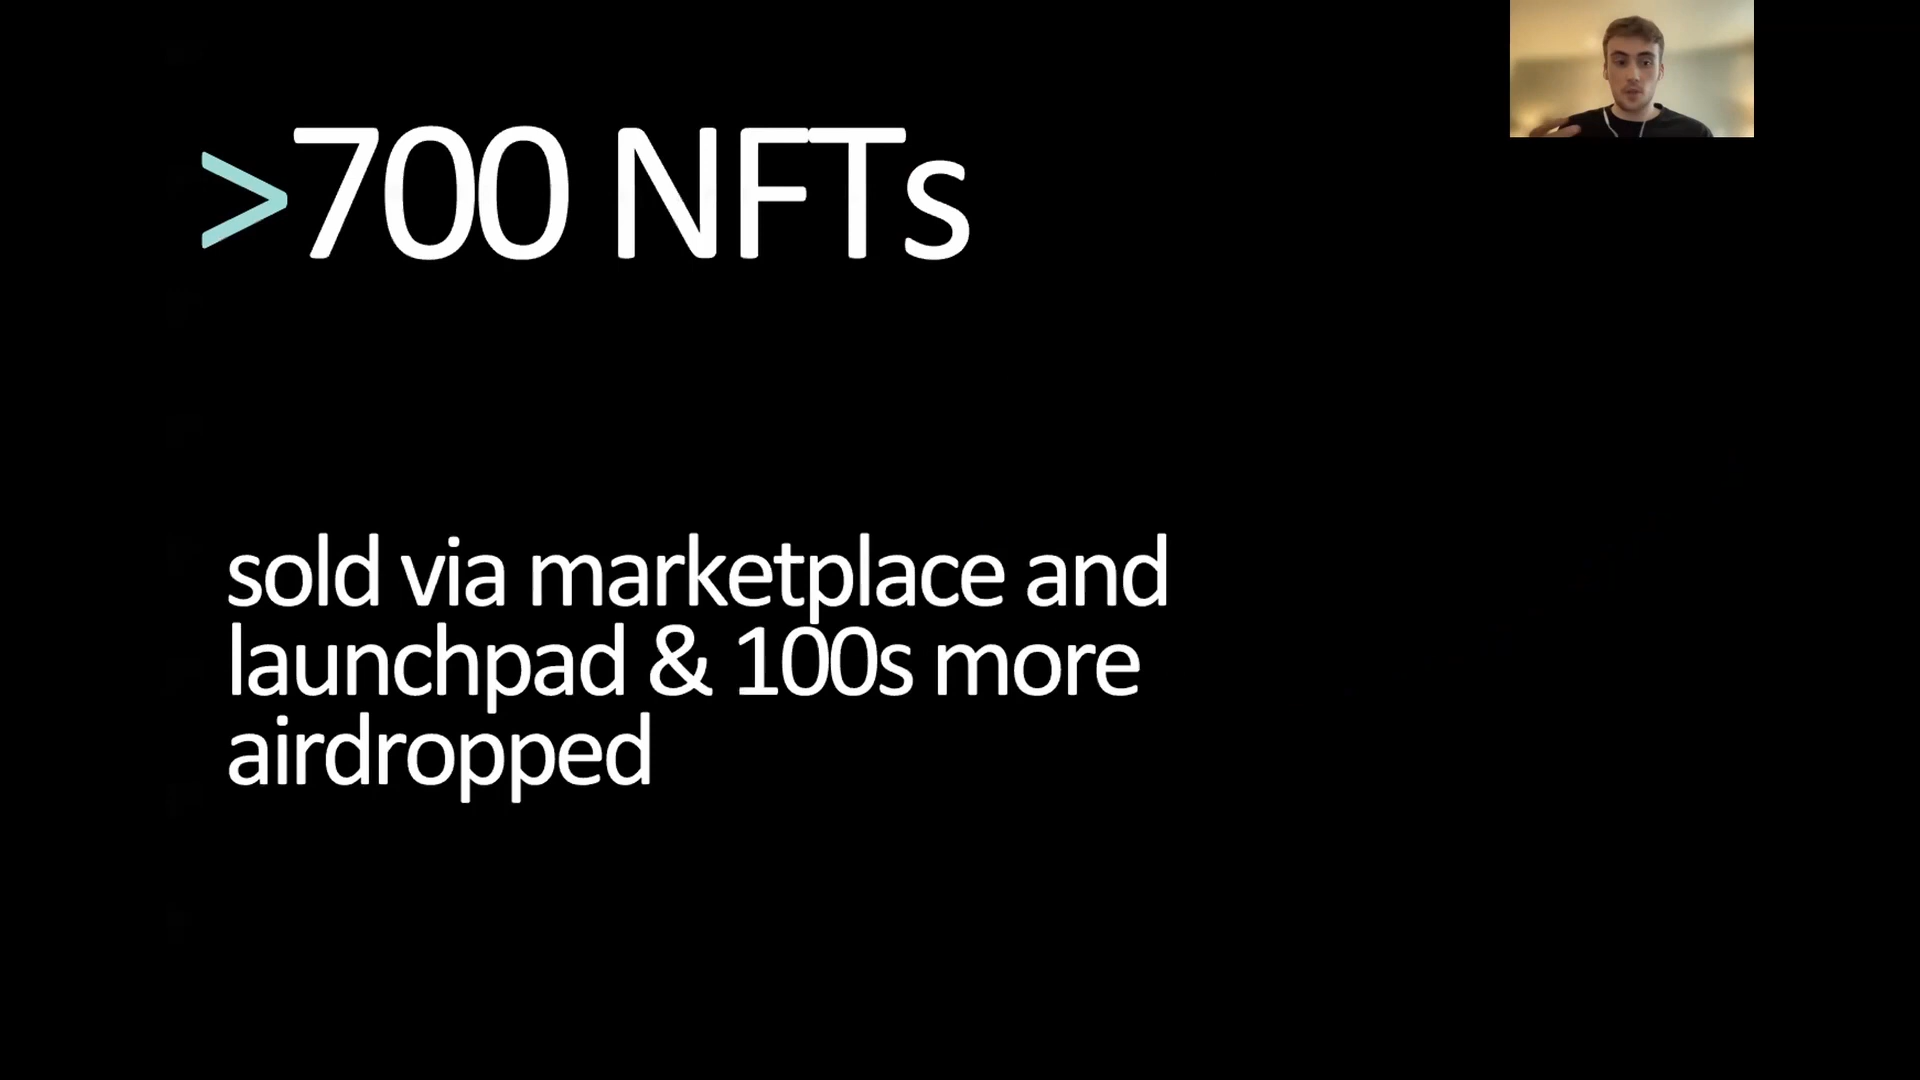 >700 NFTs
sold via marketplace and
launchpad & 100s more
airdropped